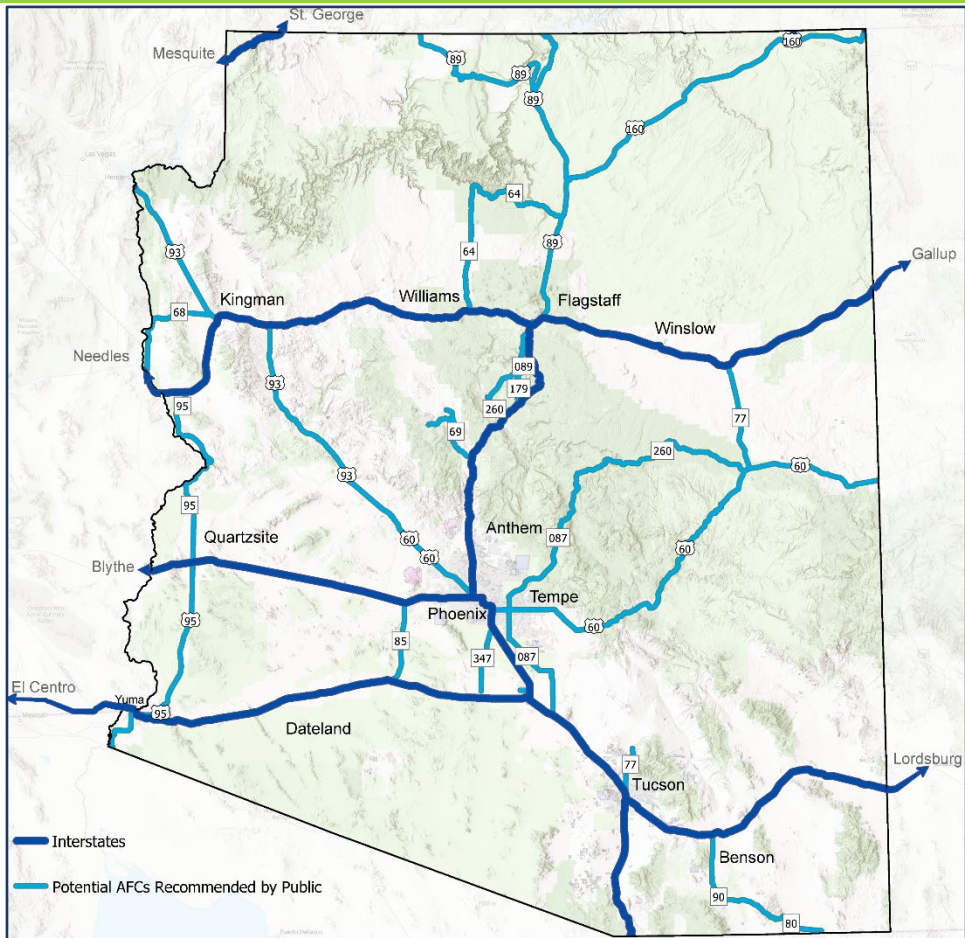 St. George
Mesquite
89
160
89
89
160
Las Vegas
64
93
64
89
Gallup
Kingman
Williams
Flagstaff
68
Winslow
Needles
089
179
93
95
260
77
69
260
60
93
95
Anthem
087
Quartzsite
60
60
60
Blythe
Tempe
Phoenix
95
60
85
347
087
El Centro
Yuma
95
Dateland
77
Lordsburg
Tucson
Interstates
Benson
Potential AFCs Recommended by Public
90
80